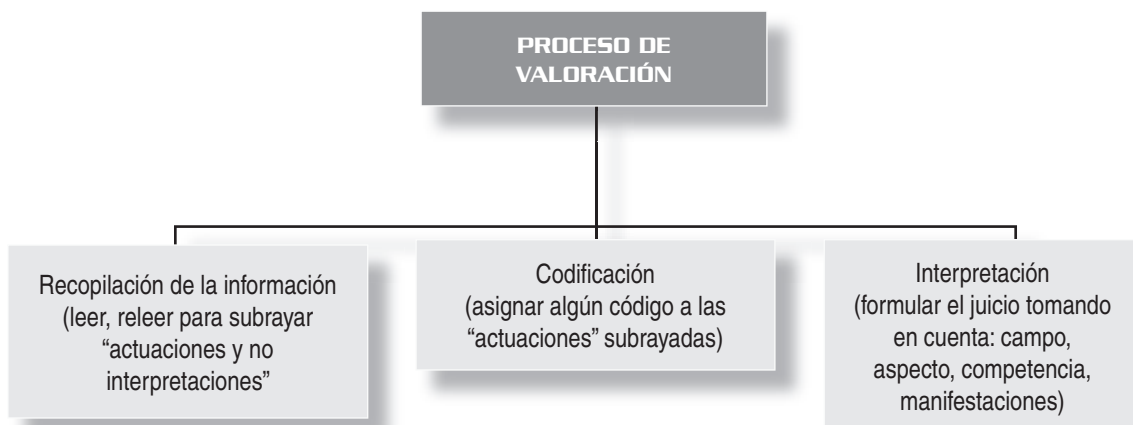 PROCESO DE
VALORACIÓN
Recopilación de la información
(leer, releer para subrayar
“actuaciones y no
interpretaciones”
Codificación
(asignar algún código a las
“actuaciones” subrayadas)
Interpretación
(formular el juicio tomando
en cuenta: campo,
aspecto, competencia,
manifestaciones)